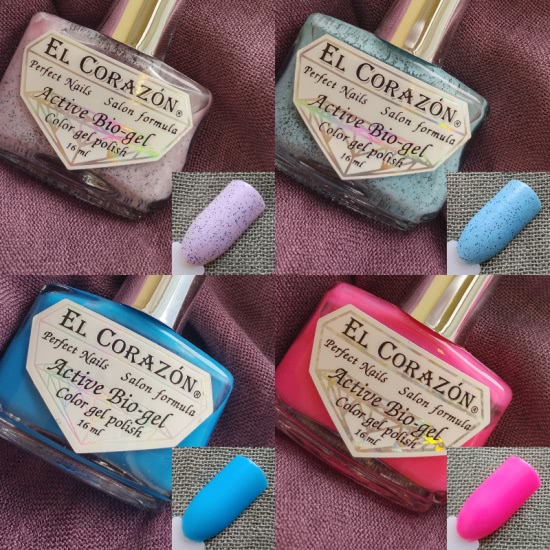 EL CORAZÓN®
Perfect Nails Salon formula
Active Bio-gel
Color gel polish
16 ml
EL CORAZÓN®
Perfect Nails Salon formula
Active Bio-gel
Color gel polish
16 ml
EL CORAZÓN®
Perfect Nails Salon formula
Active Bio-gel
Color gel polish
16 ml
EL CORAZÓN®
Perfect Nails Salon formula
Active Bio-gel
Color gel polish
16 ml